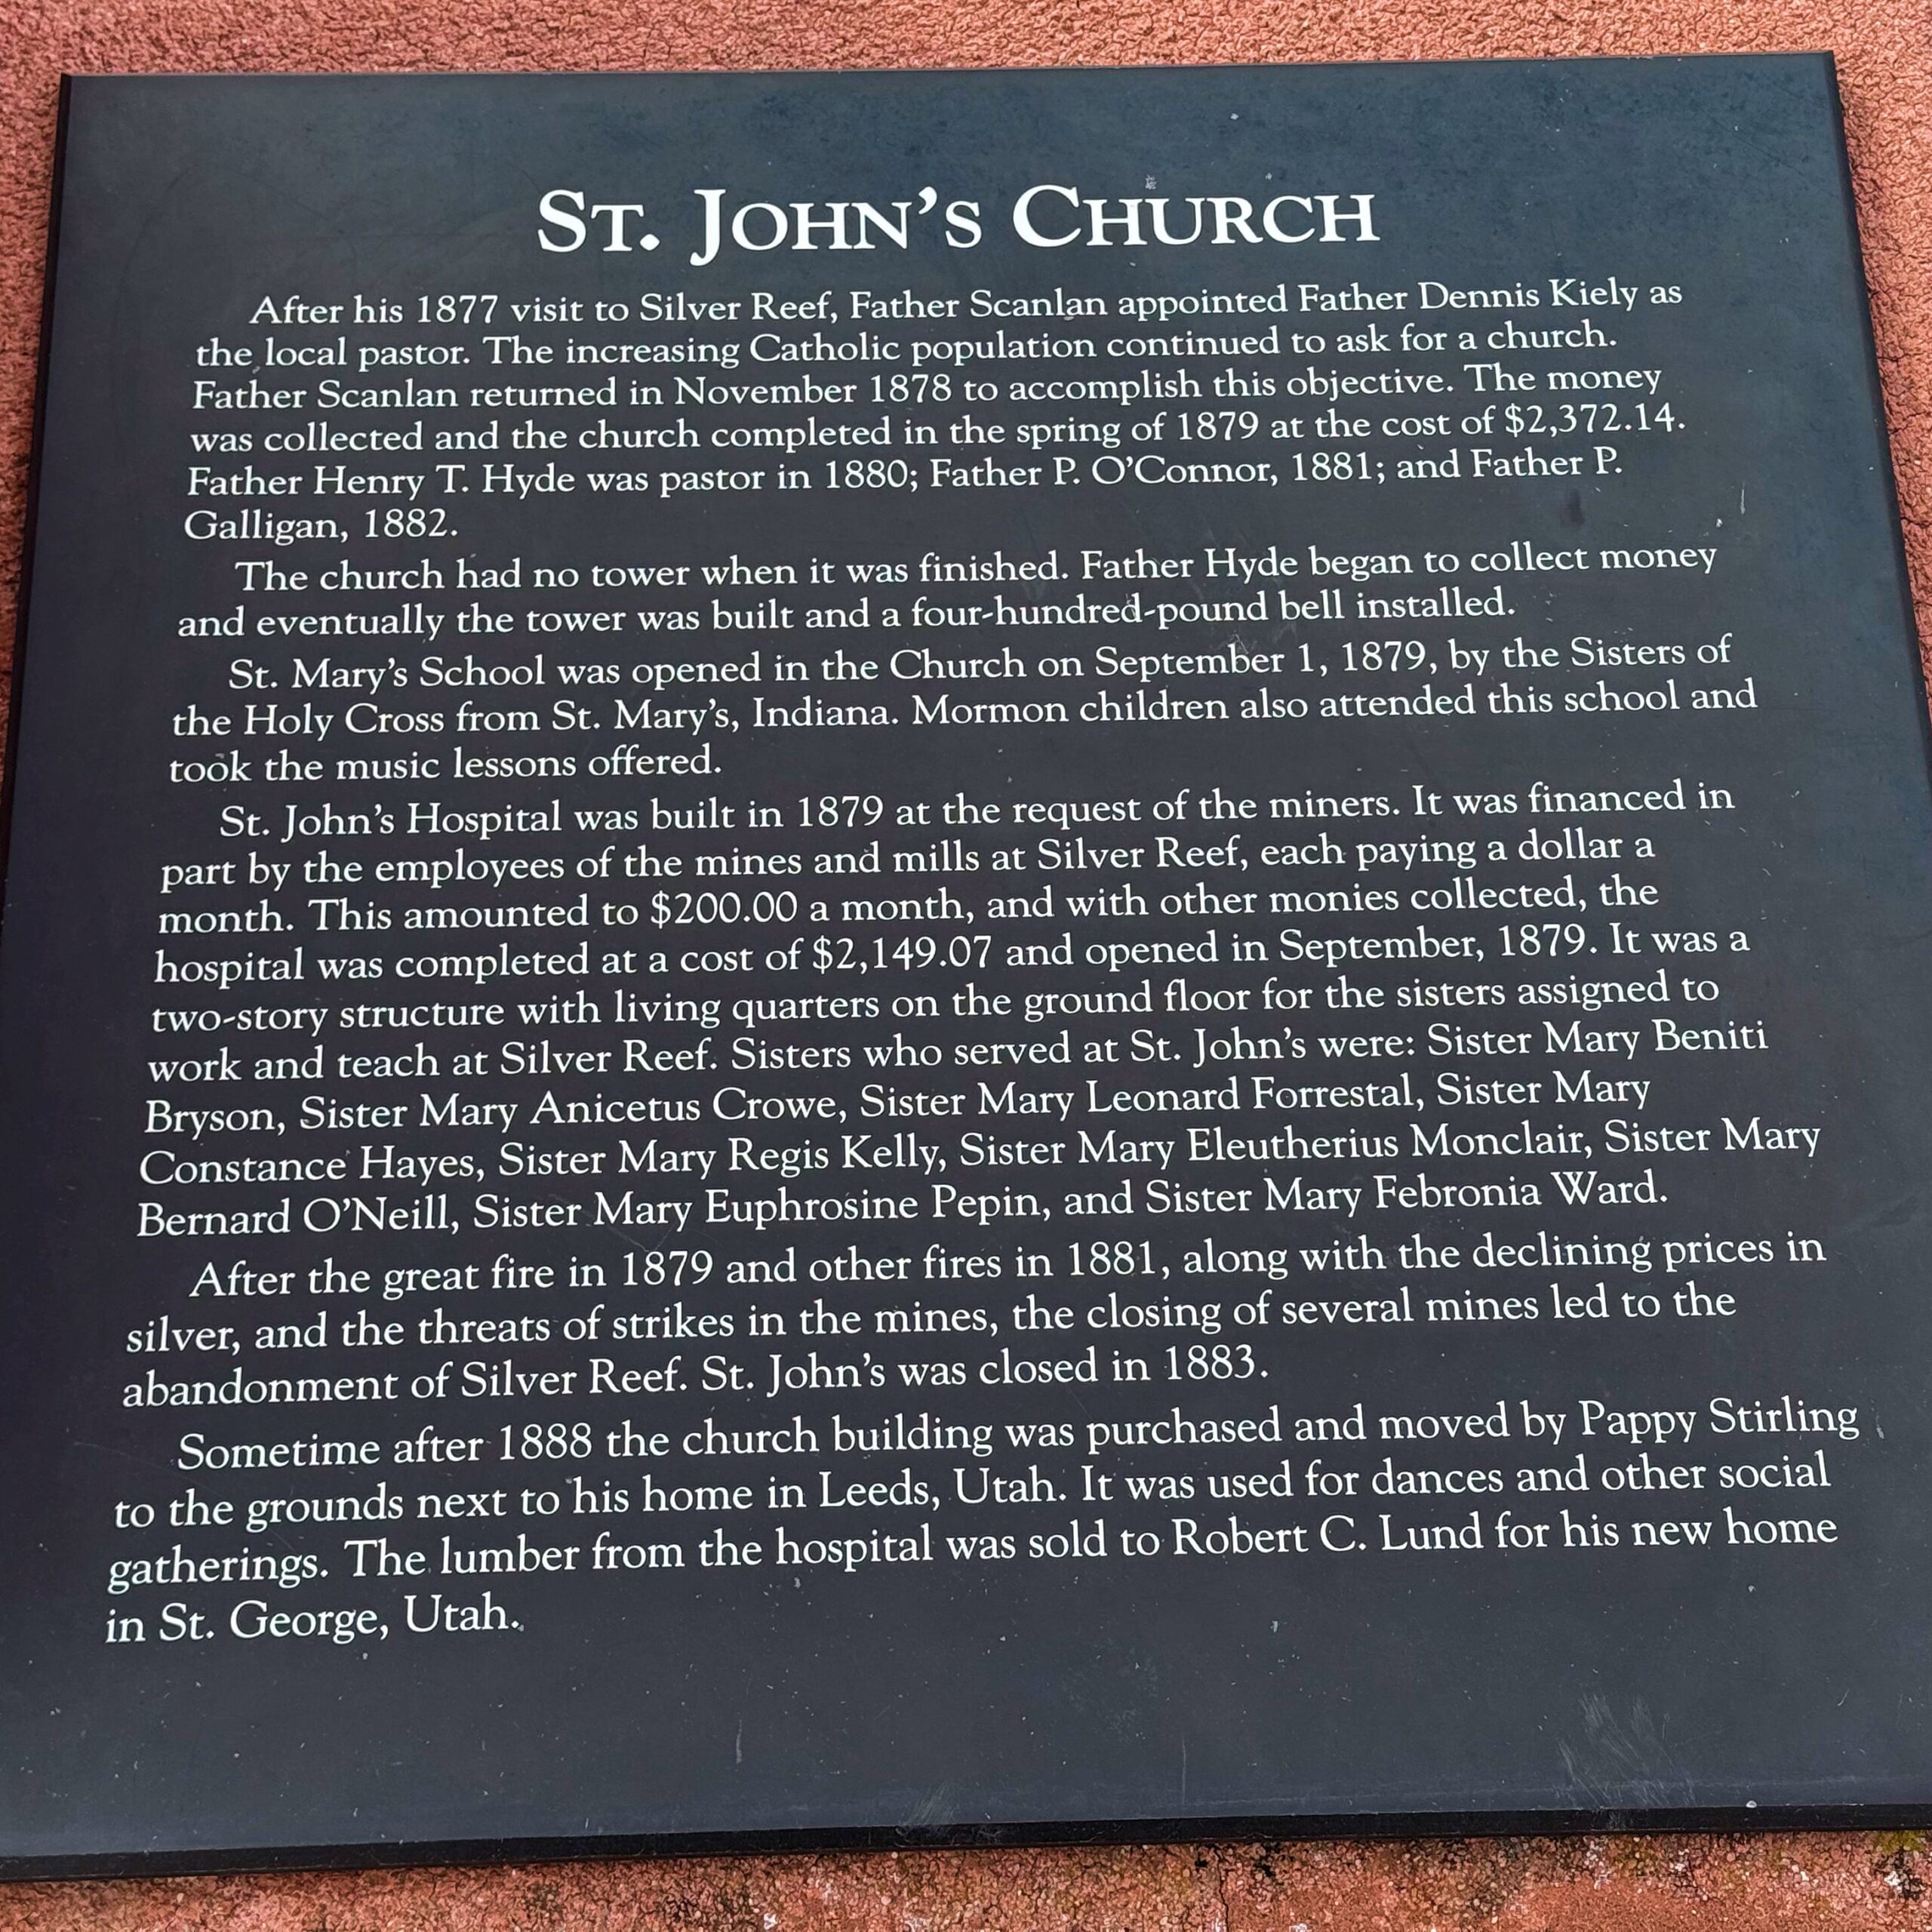 St. John's Church
After his 1877 visit to Silver Reef, Father Scanlan appointed Father Dennis Kiely as
the local pastor. The increasing Catholic population continued to ask for a church.
Father Scanlan returned in November 1878 to accomplish this objective. The money
was collected and the church completed in the spring of 1879 at the cost of $2,372.14.
Father Henry T. Hyde was pastor in 1880; Father P. O'Connor, 1881; and Father P.
Galligan, 1882.
The church had no tower when it was finished. Father Hyde began to collect money
and eventually the tower was built and a four-hundred-pound bell installed.
St. Mary's School was opened in the Church on September 1, 1879, by the Sisters of
the Holy Cross from St. Mary's, Indiana. Mormon children also attended this school and
took the music lessons offered.
St. John's Hospital was built in 1879 at the request of the miners. It was financed in
part by the employees of the mines and mills at Silver Reef, each paying a dollar a
month. This amounted to $200.00 a month, and with other monies collected, the
hospital was completed at a cost of $2,149.07 and opened in September, 1879. It was a
two-story structure with living quarters on the ground floor for the sisters assigned to
work and teach at Silver Reef. Sisters who served at St. John's were: Sister Mary Beniti
Bryson, Sister Mary Anicetus Crowe, Sister Mary Leonard Forrestal, Sister Mary
Constance Hayes, Sister Mary Regis Kelly, Sister Mary Eleutherius Monclair, Sister Mary
Bernard O'Neill, Sister Mary Euphrosine Pepin, and Sister Mary Febronia Ward.
After the great fire in 1879 and other fires in 1881, along with the declining prices in
silver, and the threats of strikes in the mines, the closing of several mines led to the
abandonment of Silver Reef. St. John's was closed in 1883.
Sometime after 1888 the church building was purchased and moved by Pappy Stirling
to the grounds next to his home in Leeds, Utah. It was used for dances and other social
gatherings. The lumber from the hospital was sold to Robert C. Lund for his new home
in St. George, Utah.